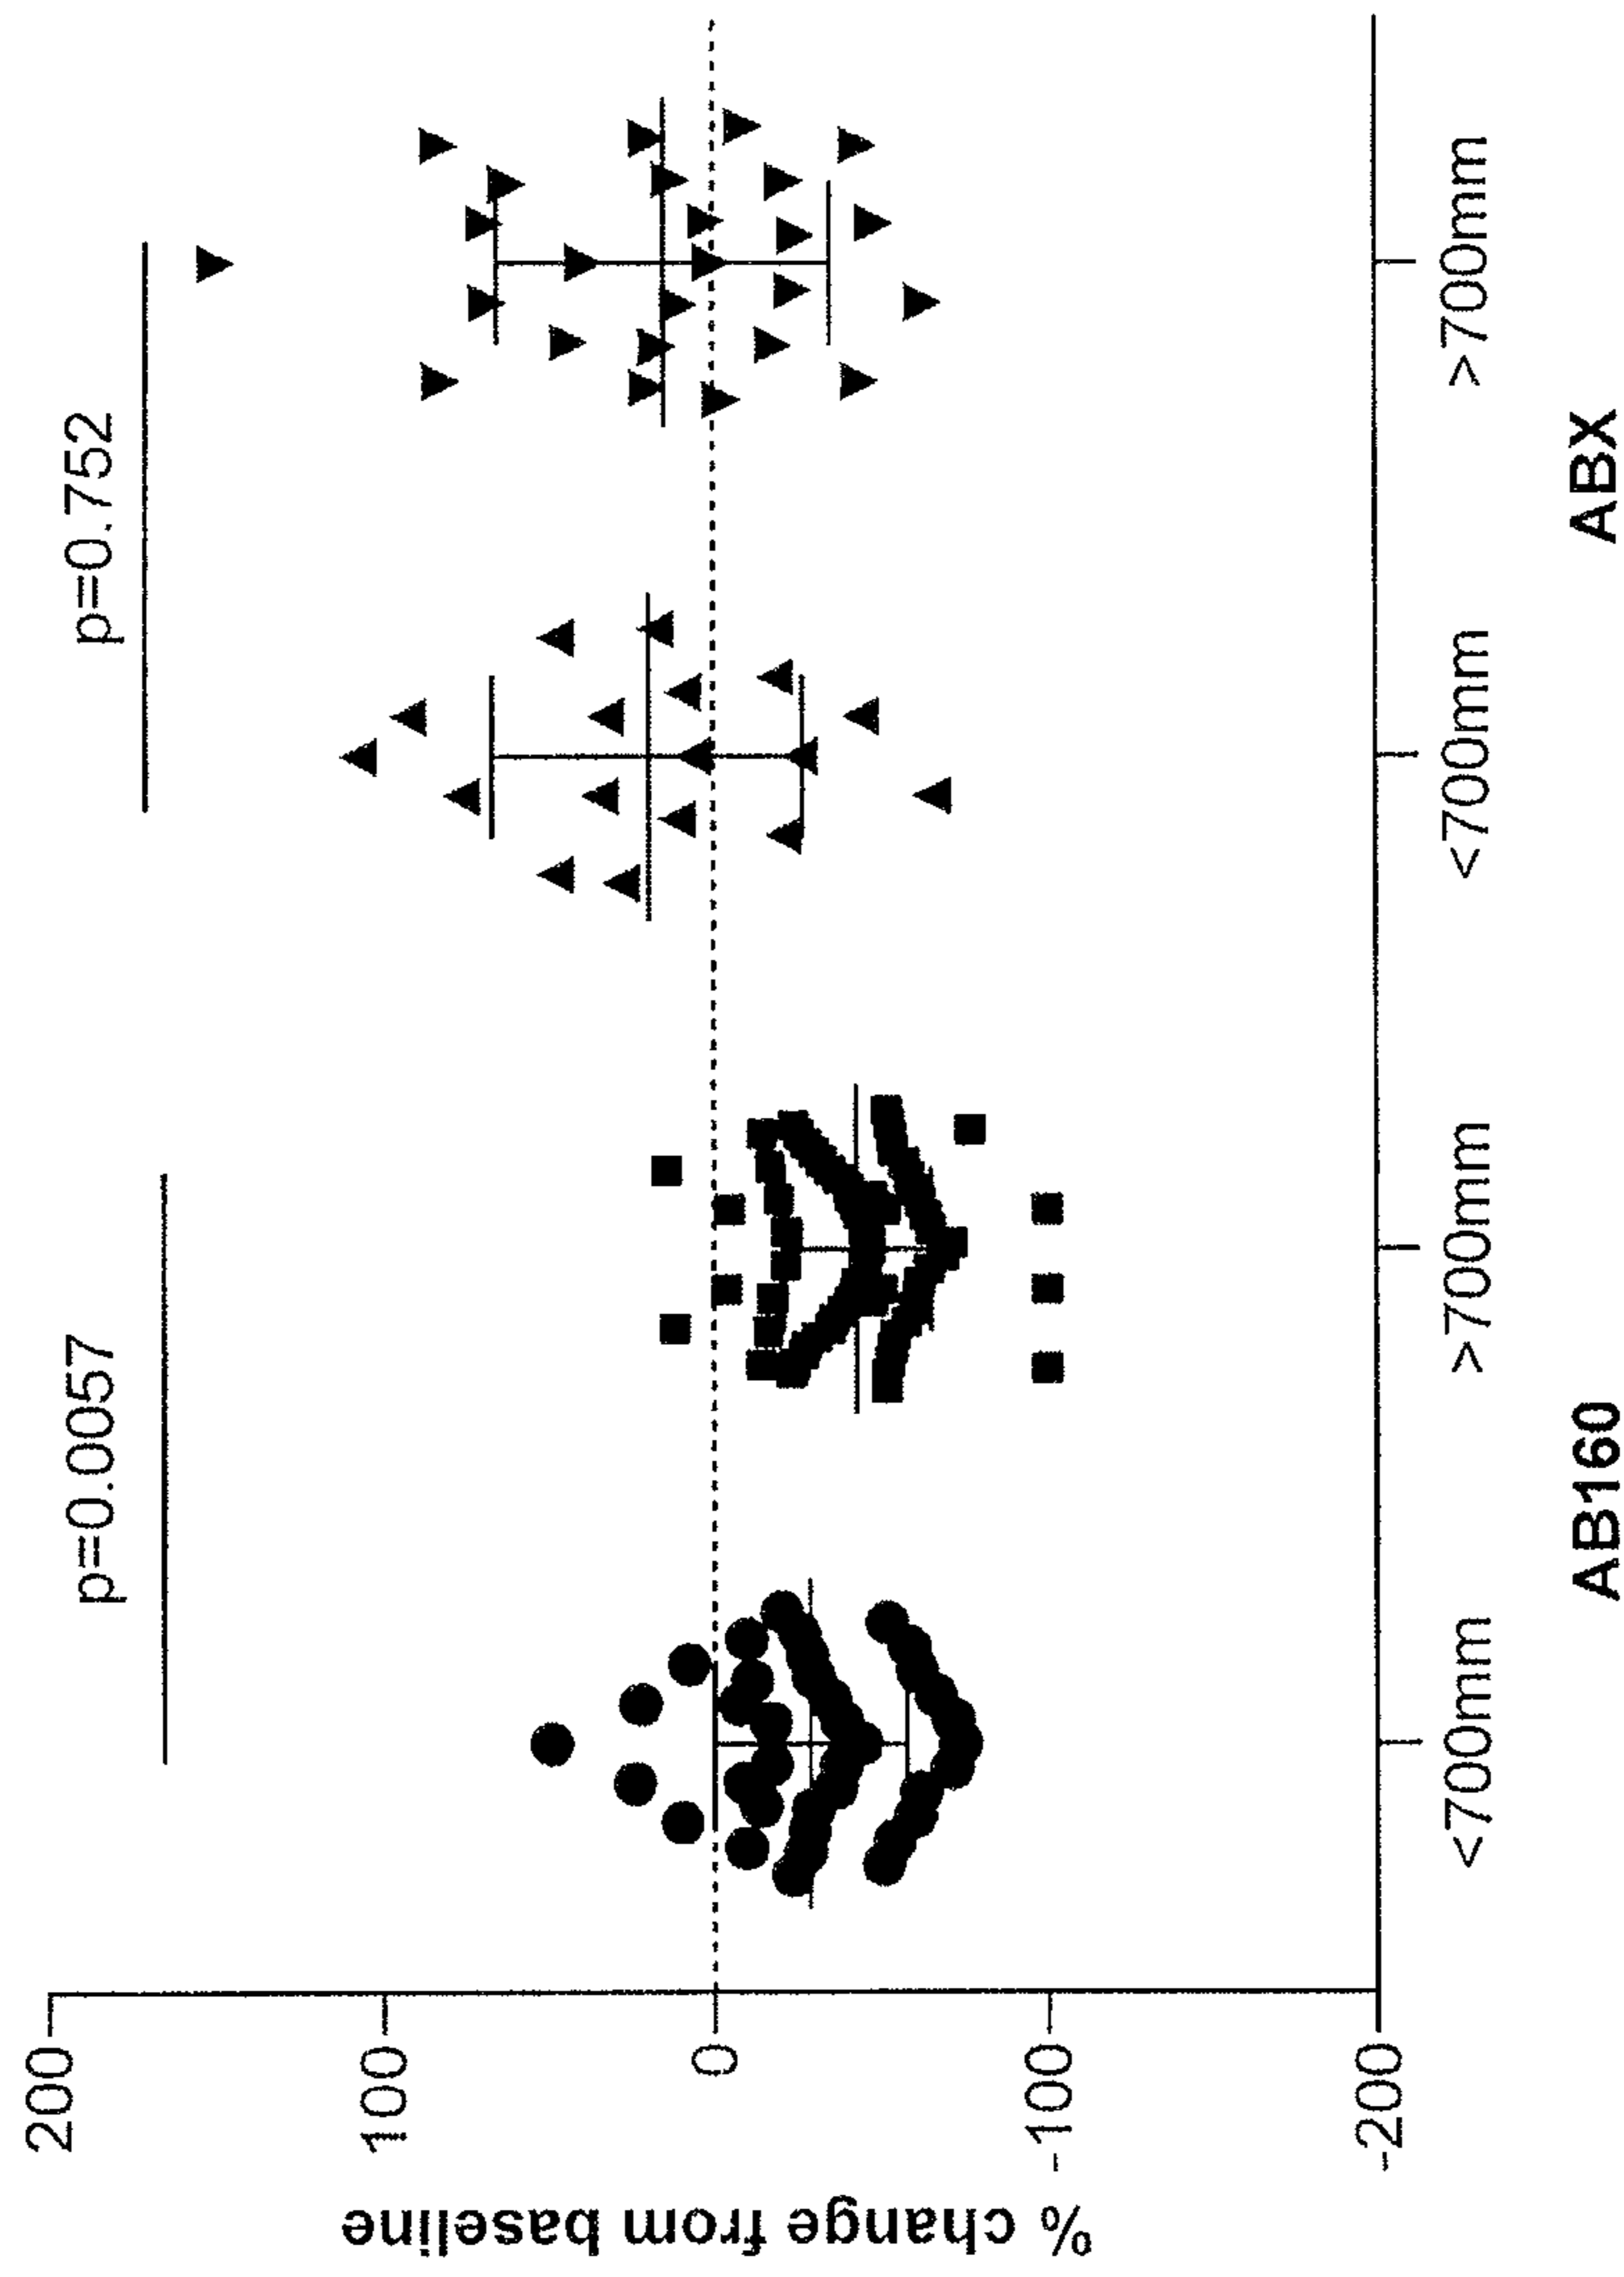 p=0.0057
p=0.752
200
100
0
-100
-200
% change from baseline
<700mm
>700mm
<700mm
>700mm
AB160
ABX